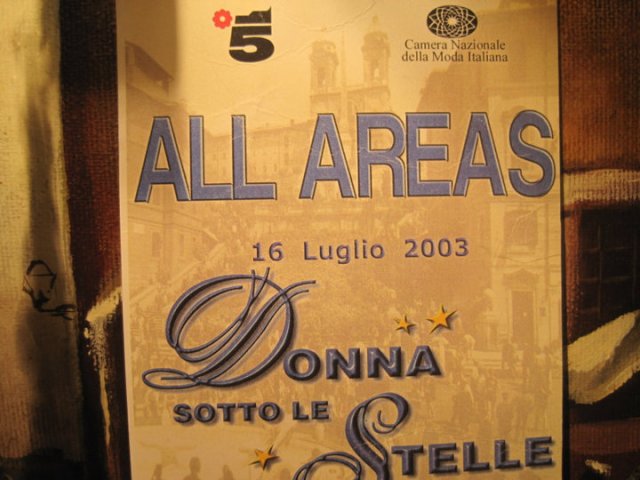 5
Camera Nazionale
della Moda Italiana
ALL AREAS
16 Luglio 2003
DONNA
SOTTO LE
STELLE